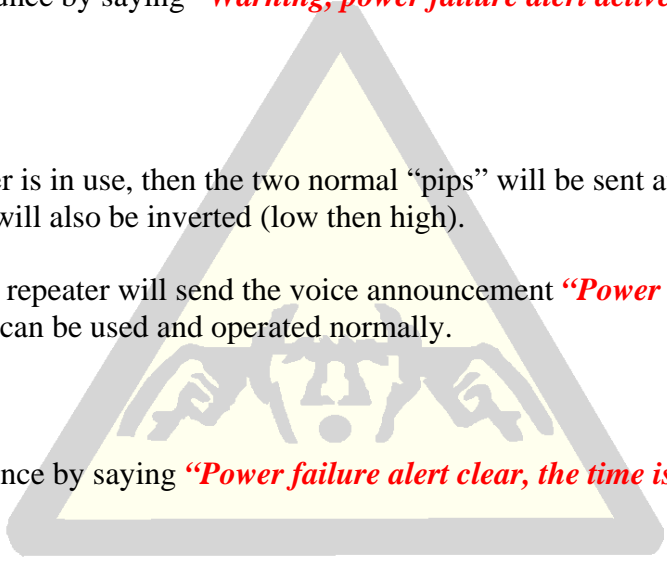 ance by saying “Warning, power failure alert active
er is in use, then the two normal “pips” will be sent a
will also be inverted (low then high).
repeater will send the voice announcement “Power
can be used and operated normally.
nce by saying “Power failure alert clear, the time is